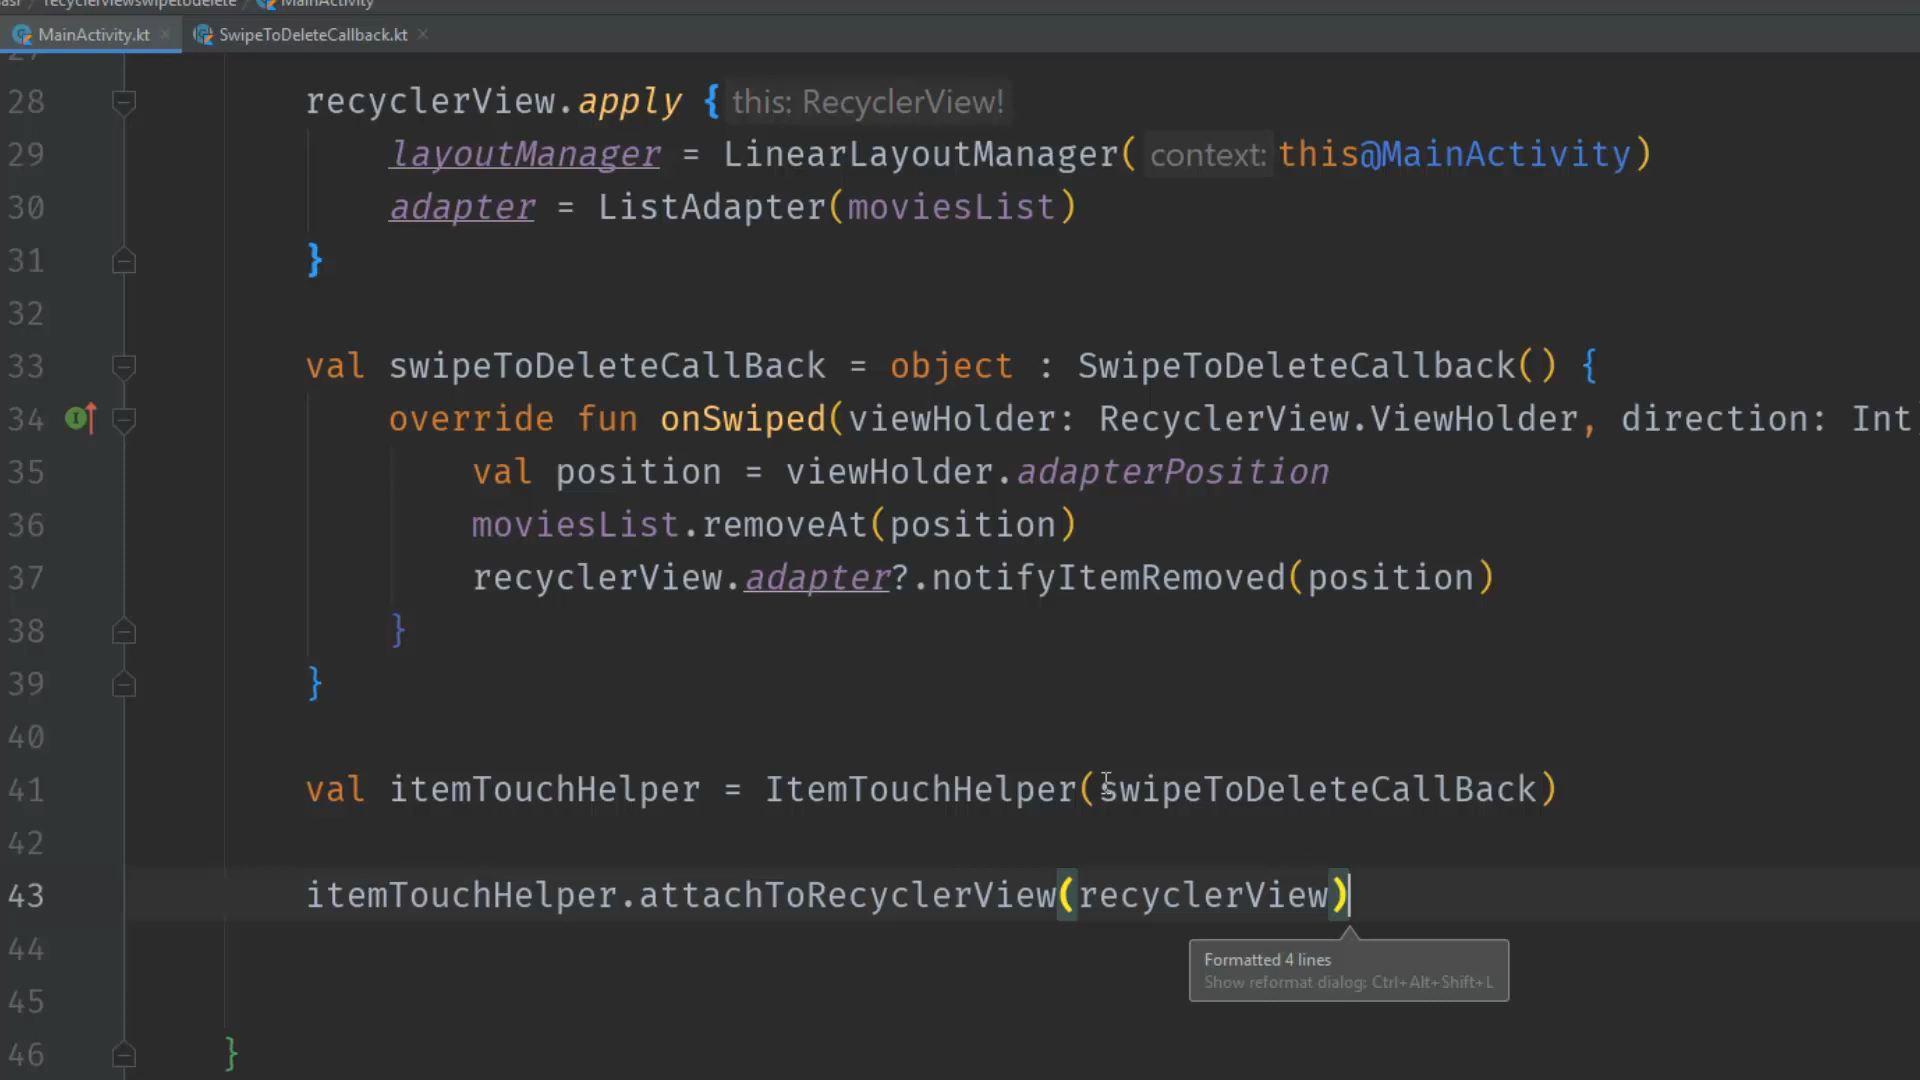 recyclerviewswipetodelete MainActivity
MainActivity.kt SwipeToDeleteCallback.kt
27
28 recyclerView.apply { this: RecyclerView!
29 layoutManager = LinearLayoutManager( context: this@MainActivity)
30 adapter = ListAdapter(moviesList)
31 }
32
33 val swipeToDeleteCallBack = object : SwipeToDeleteCallback() {
34 override fun onSwiped(viewHolder: RecyclerView.ViewHolder, direction: Int
35 val position = viewHolder.adapterPosition
36 moviesList.removeAt(position)
37 recyclerView.adapter?.notifyItemRemoved(position)
38 }
39 }
40
41 val itemTouchHelper = ItemTouchHelper(swipeToDeleteCallBack)
42
43 itemTouchHelper.attachToRecyclerView(recyclerView)
44
Formatted 4 lines
Show reformat dialog: Ctrl+Alt+Shift+L
45
46 }